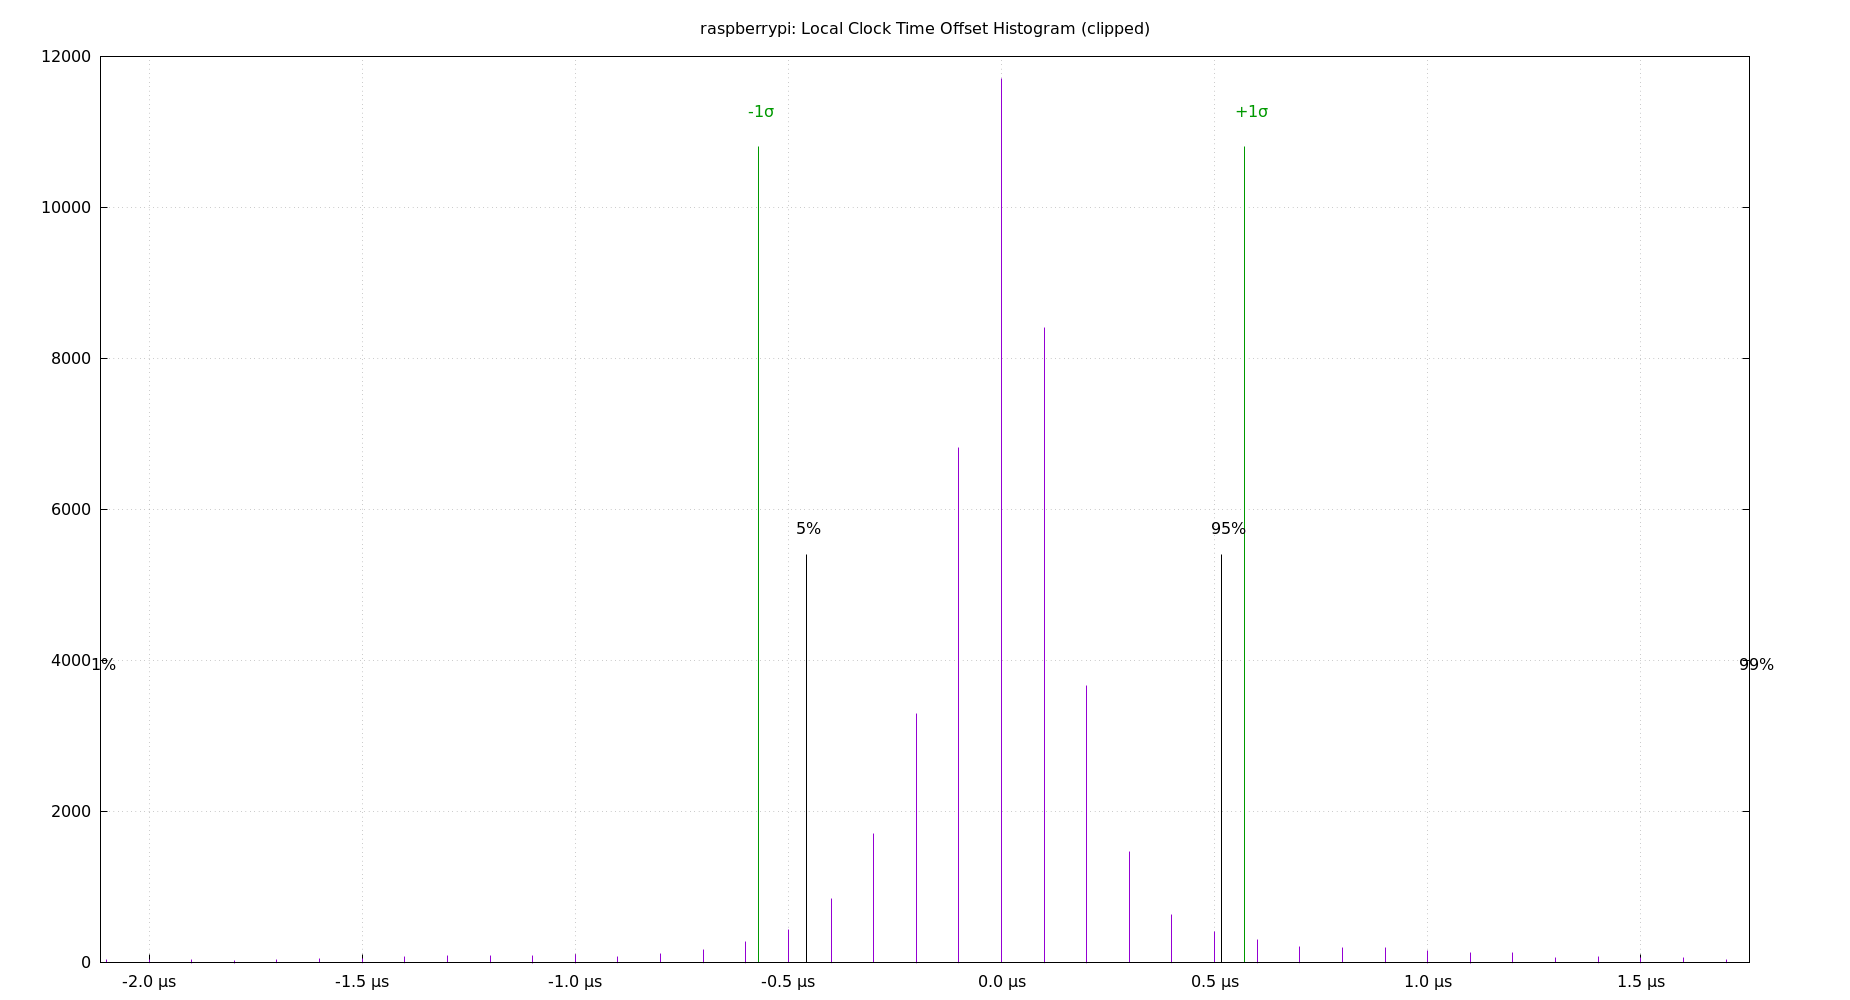 raspberrypi: Local Clock Time Offset Histogram (clipped)
12000
-1σ +1σ
10000
8000
6000
5% 95%
4000 1% 99%
2000
0
-2.0 µs -1.5 µs -1.0 µs -0.5 µs 0.0 µs 0.5 µs 1.0 µs 1.5 µs